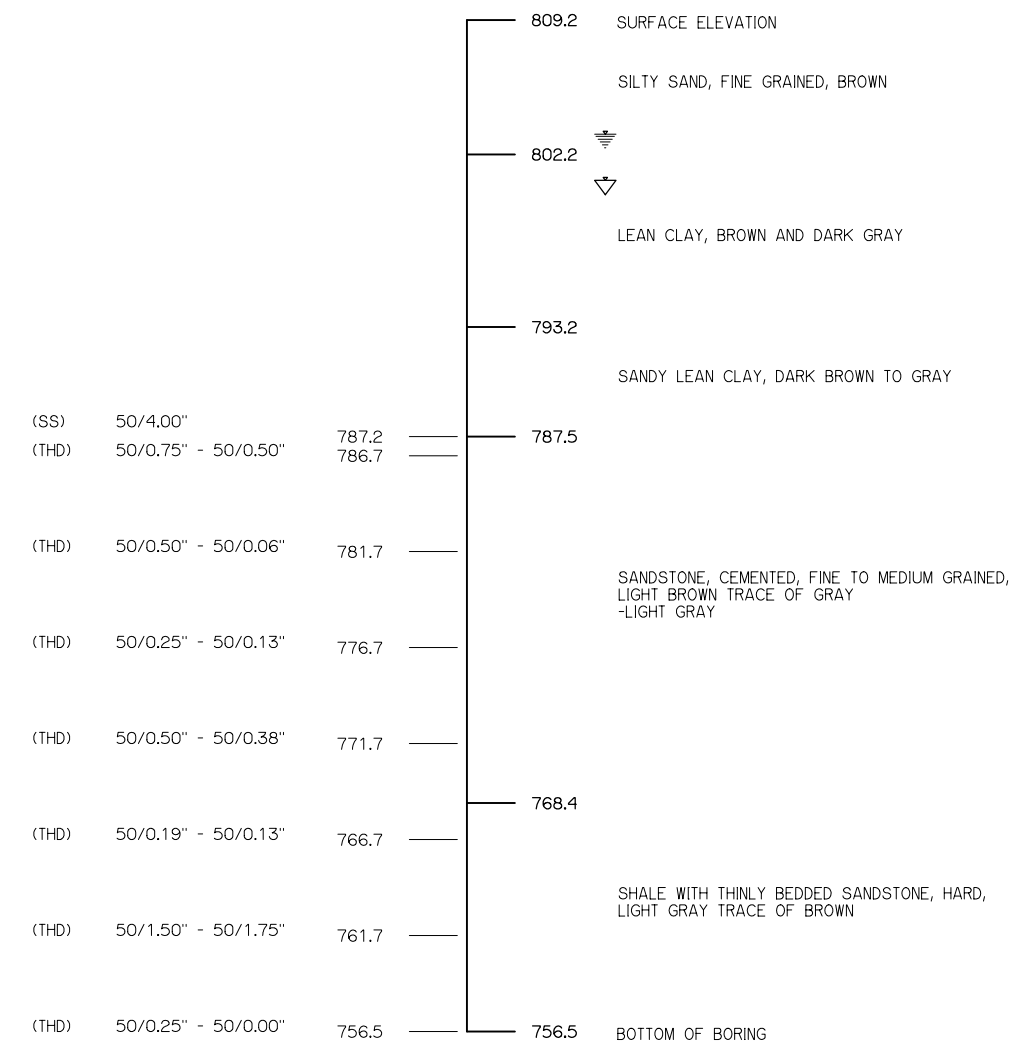 809.2 SURFACE ELEVATION
SILTY SAND, FINE GRAINED, BROWN
802.2
LEAN CLAY, BROWN AND DARK GRAY
793.2
SANDY LEAN CLAY, DARK BROWN TO GRAY
(SS) 50/4.00"
787.2 787.5
(THD) 50/0.75" - 50/0.50" 786.7
(THD) 50/0.50" - 50/0.06" 781.7
SANDSTONE, CEMENTED, FINE TO MEDIUM GRAINED,
LIGHT BROWN TRACE OF GRAY
-LIGHT GRAY
(THD) 50/0.25" - 50/0.13" 776.7
(THD) 50/0.50" - 50/0.38" 771.7
768.4
(THD) 50/0.19" - 50/0.13" 766.7
SHALE WITH THINLY BEDDED SANDSTONE, HARD,
LIGHT GRAY TRACE OF BROWN
(THD) 50/1.50" - 50/1.75" 761.7
(THD) 50/0.25" - 50/0.00" 756.5 756.5 BOTTOM OF BORING